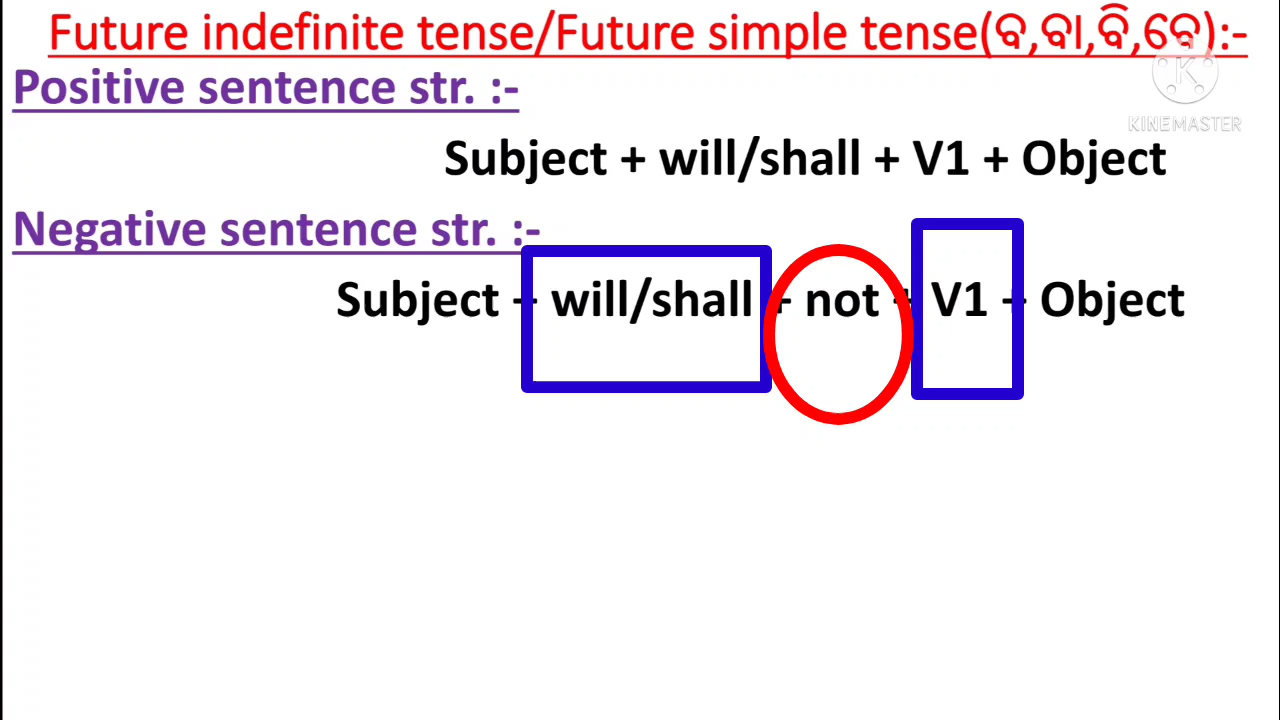 Future indefinite tense/Future simple tense(ବ,ବା,ବି,ବେ):-
Positive sentence str. :-
KINEMASTER
Subject + will/shall + V1 + Object
Negative sentence str. :-
Subject + will/shall + not + V1 + Object